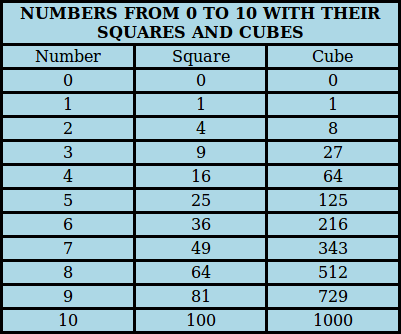 NUMBERS FROM 0 TO 10 WITH THEIR
SQUARES AND CUBES
Number Square Cube
0 0 0
1 1 1
2 4 8
3 9 27
4 16 64
5 25 125
6 36 216
7 49 343
8 64 512
9 81 729
10 100 1000